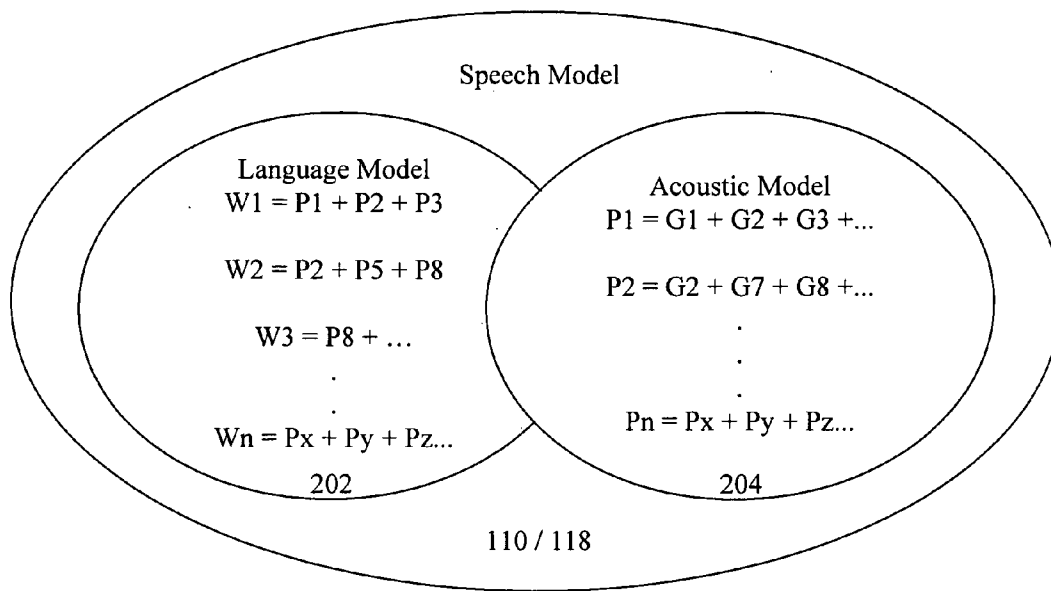 Speech Model
Language Model
W1 = P1 + P2 + P3
W2 = P2 + P5 + P8
W3 = P8 + ...
.
.
Wn = Px + Py + Pz...
202
Acoustic Model
P1 = G1 + G2 + G3 +...
P2 = G2 + G7 + G8 +...
.
.
.
Pn = Px + Py + Pz...
204
110 / 118